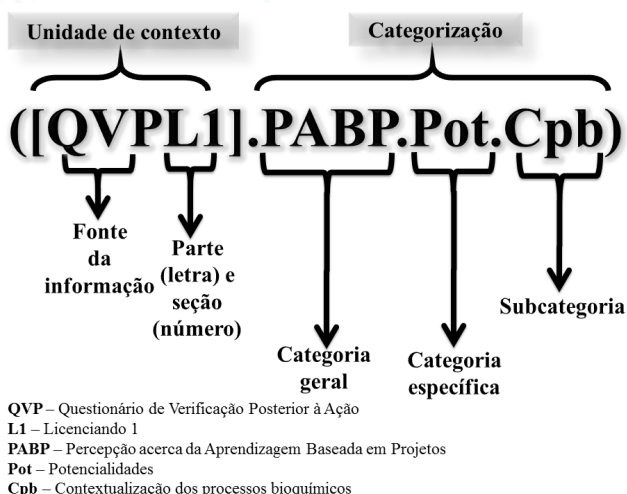 Unidade de contexto
Categorização
([QVPL1].PABP.Pot.Cpb)
Fonte
da
informação
Parte
(letra) e
seção
(número)
Categoria
geral
Categoria
específica
Subcategoria
QVP – Questionário de Verificação Posterior à Ação
L1 – Licenciando 1
PABP – Percepção acerca da Aprendizagem Baseada em Projetos
Pot – Potencialidades
Cpb – Contextualização dos processos bioquímicos